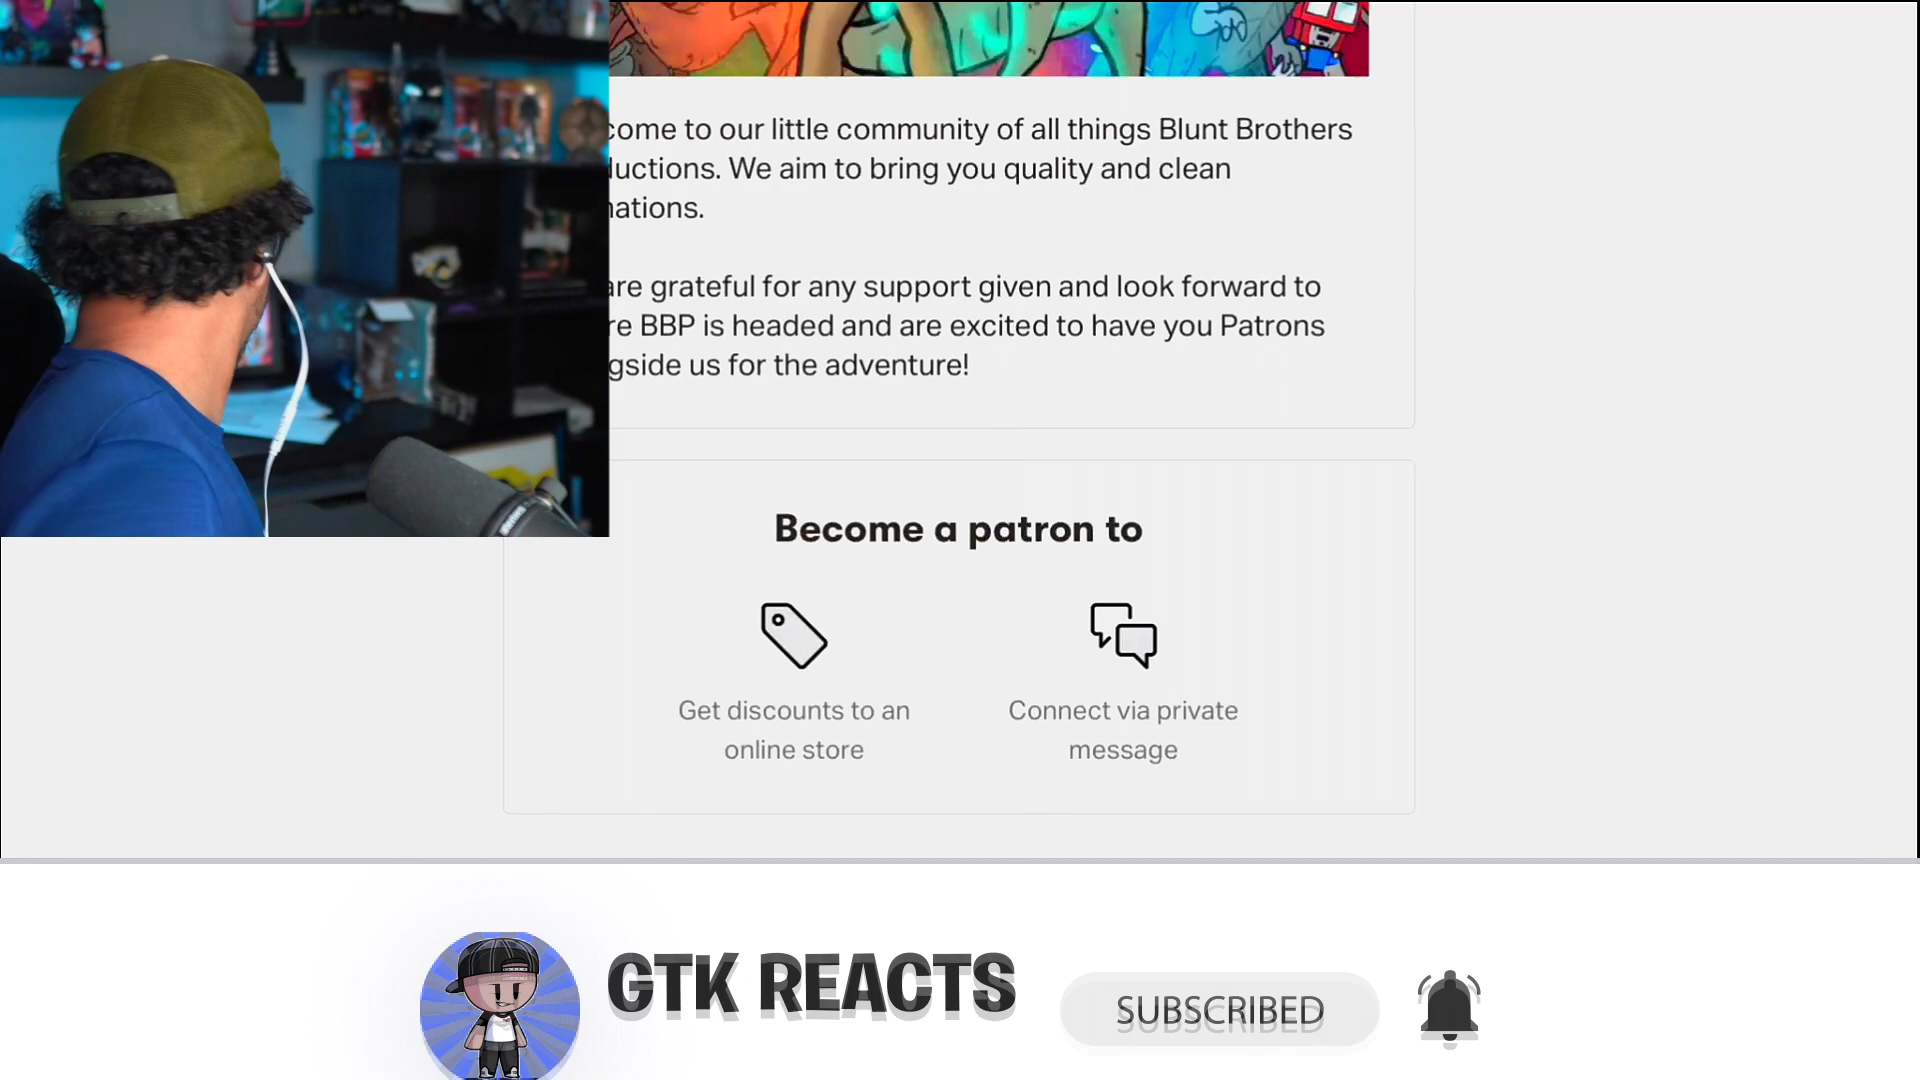 come to our little community of all things Blunt Brothers
ductions. We aim to bring you quality and clean
nations.
are grateful for any support given and look forward to
re BBP is headed and are excited to have you Patrons
gside us for the adventure!
Become a patron to
Get discounts to an
online store
Connect via private
message
GTK REACTS
SUBSCRIBED